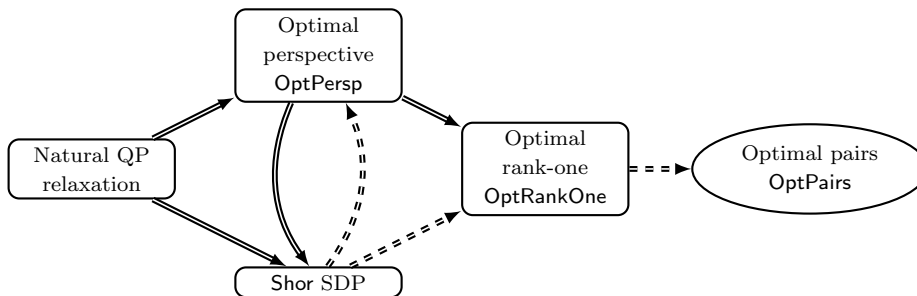 Optimal
perspective
OptPersp
Natural QP
relaxation
Optimal
rank-one
OptRankOne
Optimal pairs
OptPairs
Shor SDP